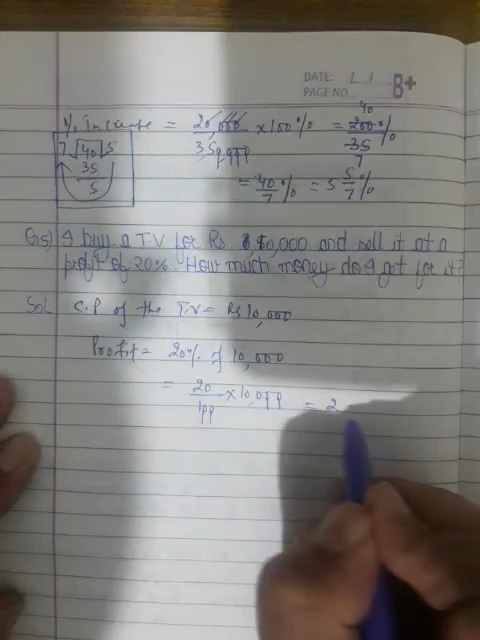 DATE: / /
PAGE NO.
B+
% Increase = 20,000 / 35,000 × 100% = 200/35 % 40 7
7 40 5
35
5
= 40/7 % = 5 5/7 %
Q5) I buy a T.V for Rs 10,000 and sell it at a
profit of 20%. How much money do I get for it?
Sol. C.P of the T.V = Rs 10,000
Profit = 20% of 10,000
= 20/100 × 10,000 = 2